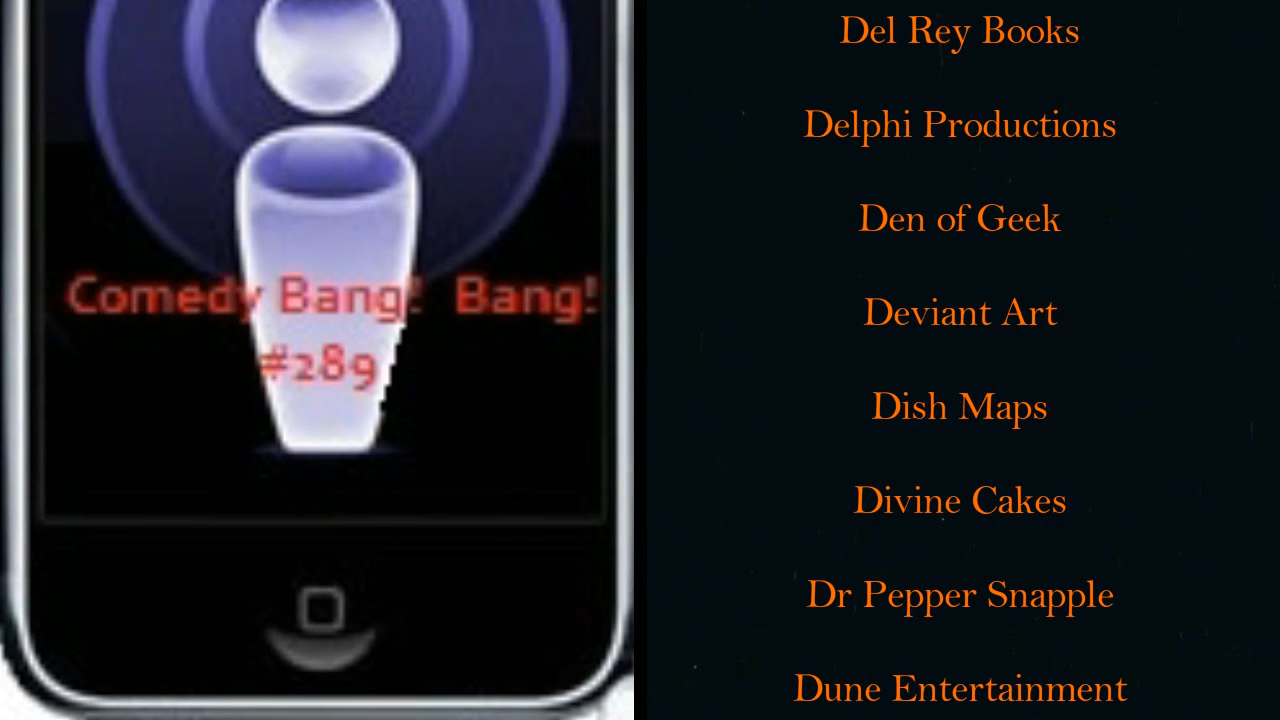 Comedy Bang! Bang!
#289
Del Rey Books
Delphi Productions
Den of Geek
Deviant Art
Dish Maps
Divine Cakes
Dr Pepper Snapple
Dune Entertainment